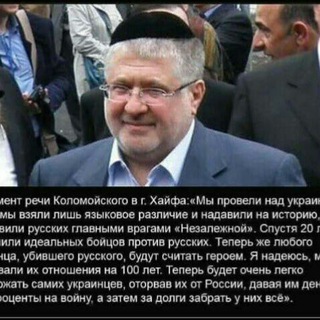 мент речи Коломойского в г. Хайфа:«Мы провели над украи
мы взяли лишь языковое различие и надавили на историю,
вили русских главными врагами «Незалежной». Спустя 20 л
или идеальных бойцов против русских. Теперь же любого
нца, убившего русского, будут считать героем. Я надеюсь, м
вали их отношения на 100 лет. Теперь будет очень легко
ржать самих украинцев, оторвав их от России, давая им ден
роценты на войну, а затем за долги забрать у них всё».